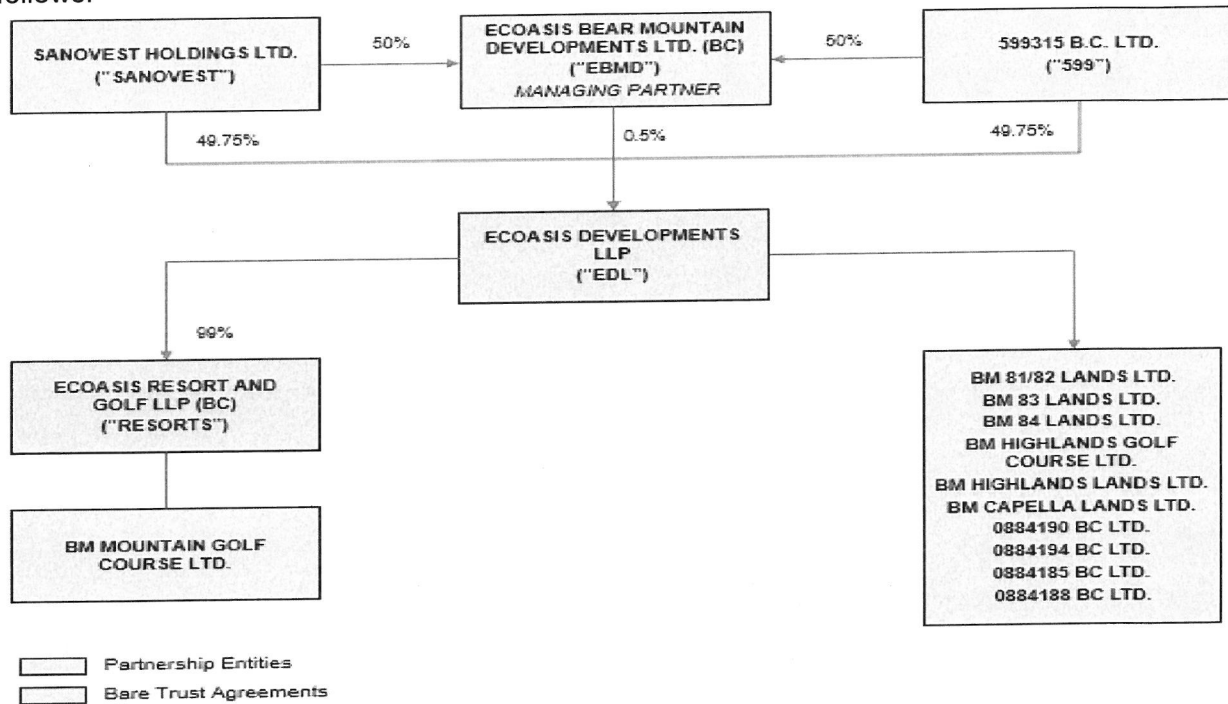 follows:
SANOVEST HOLDINGS LTD.
("SANOVEST")
50%
ECOASIS BEAR MOUNTAIN
DEVELOPMENTS LTD. (BC)
("EBMD")
MANAGING PARTNER
50%
599315 B.C. LTD.
("599")
49.75%
0.5%
49.75%
ECOASIS DEVELOPMENTS
LLP
("EDL")
99%
ECOASIS RESORT AND
GOLF LLP (BC)
("RESORTS")
BM MOUNTAIN GOLF
COURSE LTD.
BM 81/82 LANDS LTD.
BM 83 LANDS LTD.
BM 84 LANDS LTD.
BM HIGHLANDS GOLF
COURSE LTD.
BM HIGHLANDS LANDS LTD.
BM CAPELLA LANDS LTD.
0884190 BC LTD.
0884194 BC LTD.
0884185 BC LTD.
0884188 BC LTD.
Partnership Entities
Bare Trust Agreements